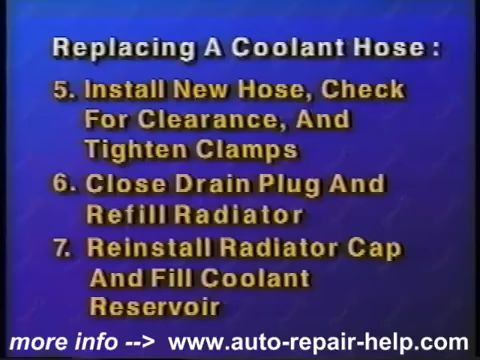 Replacing A Coolant Hose :
5. Install New Hose, Check
For Clearance, And
Tighten Clamps
6. Close Drain Plug And
Refill Radiator
7. Reinstall Radiator Cap
And Fill Coolant
Reservoir
more info --> www.auto-repair-help.com